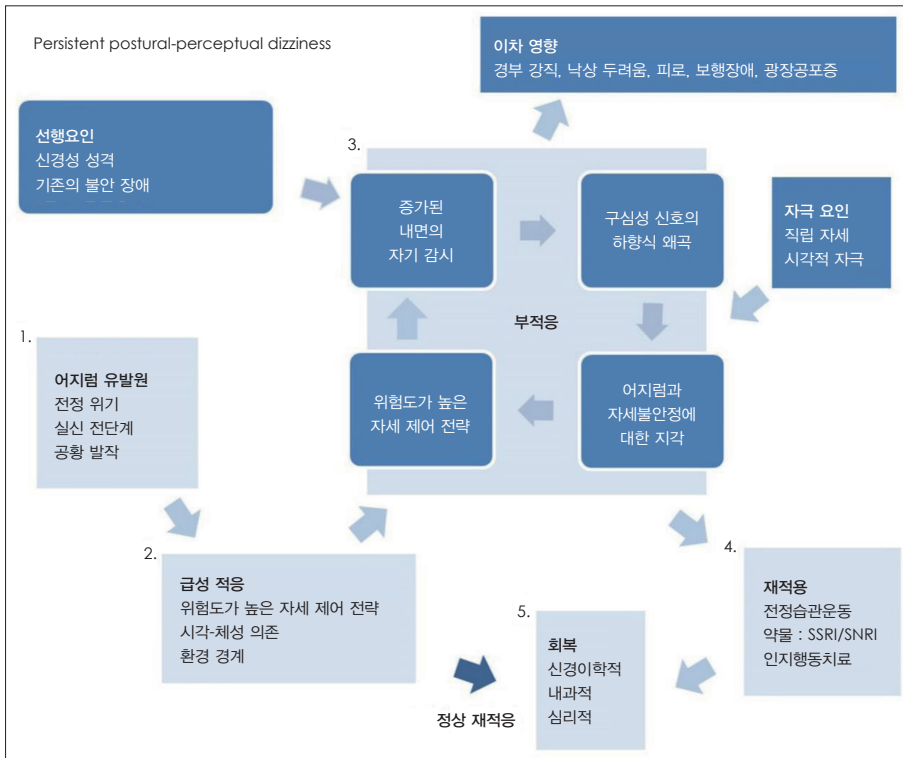 Persistent postural-perceptual dizziness
이차 영향
경부 강직, 낙상 두려움, 피로, 보행장애, 광장공포증
선행요인
신경성 성격
기존의 불안 장애
3.
증가된
내면의
자기 감시
구심성 신호의
하향식 왜곡
자극 요인
직립 자세
시각적 자극
부적응
1.
어지럼 유발원
전정 위기
실신 전단계
공황 발작
위험도가 높은
자세 제어 전략
어지럼과
자세불안정에
대한 지각
2.
급성 적응
위험도가 높은 자세 제어 전략
시각-체성 의존
환경 경계
4.
재적용
전정습관운동
약물 : SSRI/SNRI
인지행동치료
5.
회복
신경이학적
내과적
심리적
정상 재적응